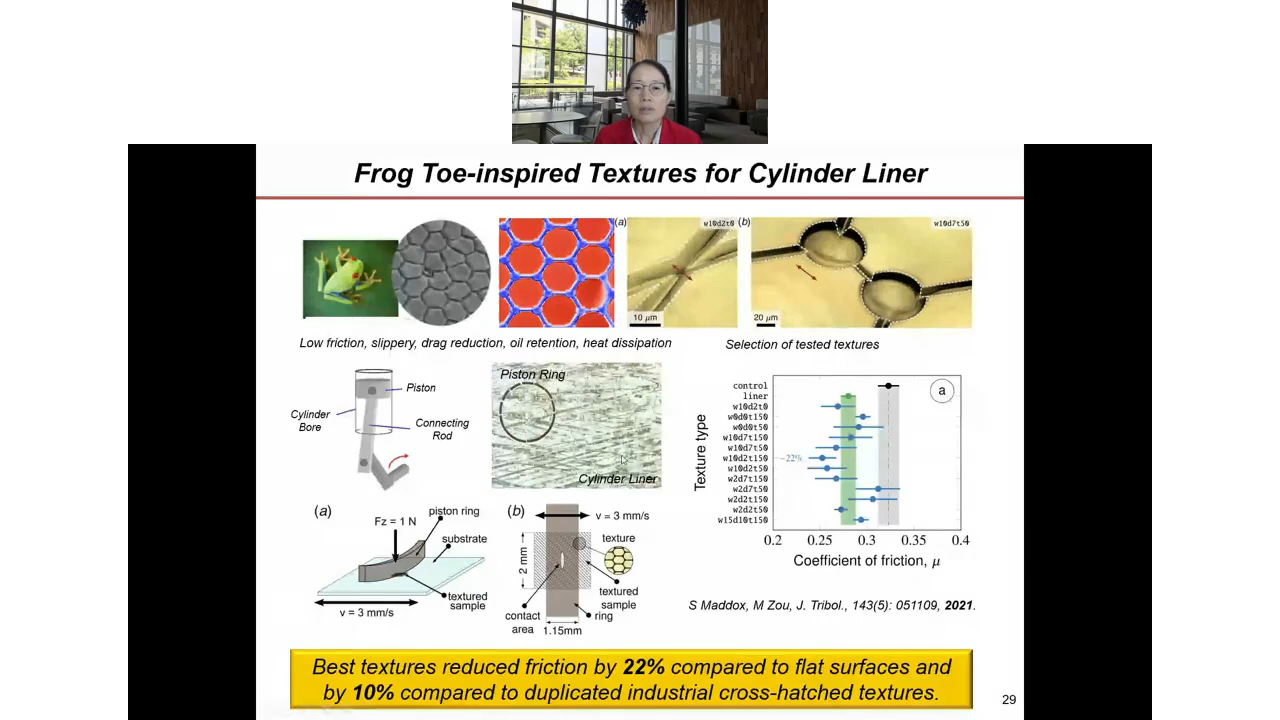 Frog Toe-inspired Textures for Cylinder Liner
(a)
w10d2t0
10 μm
(b)
w10d7t50
20 μm
Low friction, slippery, drag reduction, oil retention, heat dissipation
Selection of tested textures
Piston
Cylinder
Bore
Connecting
Rod
Piston Ring
Cylinder Liner
(a)
Fz = 1 N
piston ring
substrate
textured
sample
v = 3 mm/s
(b)
v = 3 mm/s
2 mm
texture
textured
sample
contact
area
ring
1.15mm
Texture type
control
liner
w10d2t0
w0d0t150
w0d0t50
w10d7t150
w10d7t50
w10d2t150
w10d2t50
w2d7t150
w2d7t50
w2d2t150
w2d2t50
w15d10t150
~22%
a
0.2 0.25 0.3 0.35 0.4
Coefficient of friction, μ
S Maddox, M Zou, J. Tribol., 143(5): 051109, 2021.
Best textures reduced friction by 22% compared to flat surfaces and
by 10% compared to duplicated industrial cross-hatched textures.
29